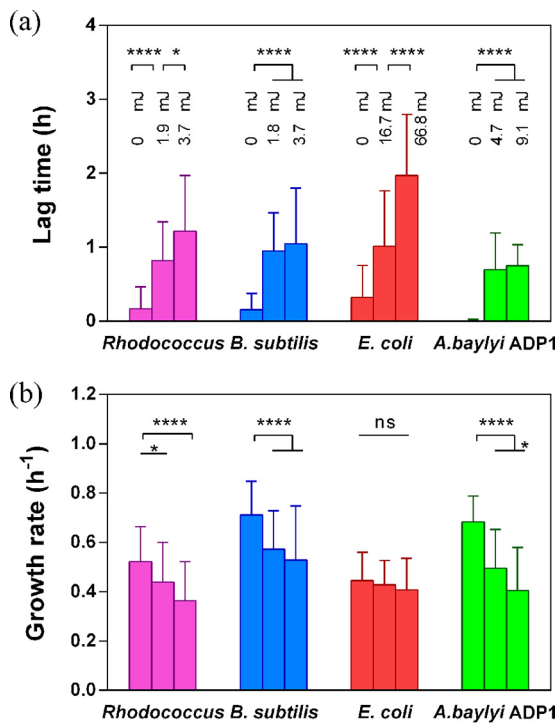 (a)
Lag time (h)
4
3
2
1
0
**** * **** **** **** ****
0 mJ
1.9 mJ
3.7 mJ
0 mJ
1.8 mJ
3.7 mJ
0 mJ
16.7 mJ
66.8 mJ
0 mJ
4.7 mJ
9.1 mJ
Rhodococcus B. subtilis E. coli A.baylyi ADP1
(b)
Growth rate (h-1)
1.2
1.0
0.8
0.6
0.4
0.2
0.0
**** **** ns ****
* *
Rhodococcus B. subtilis E. coli A.baylyi ADP1